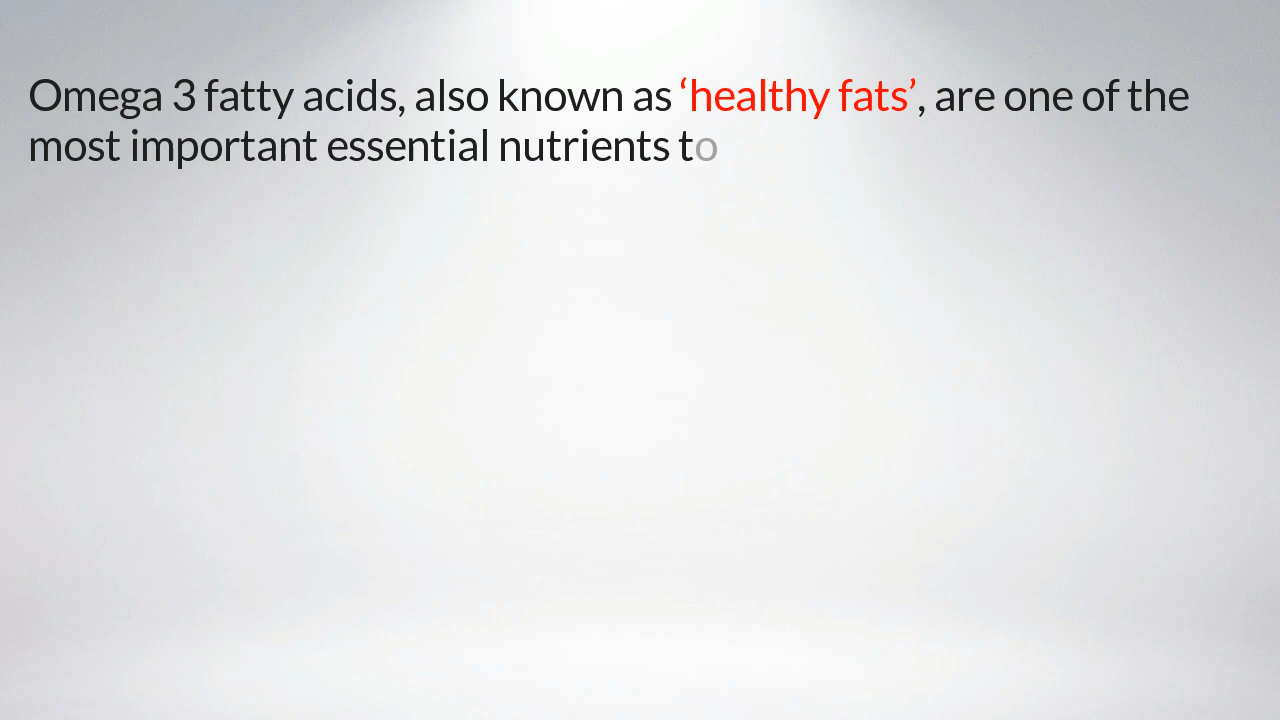 Omega 3 fatty acids, also known as ‘healthy fats’, are one of the
most important essential nutrients to